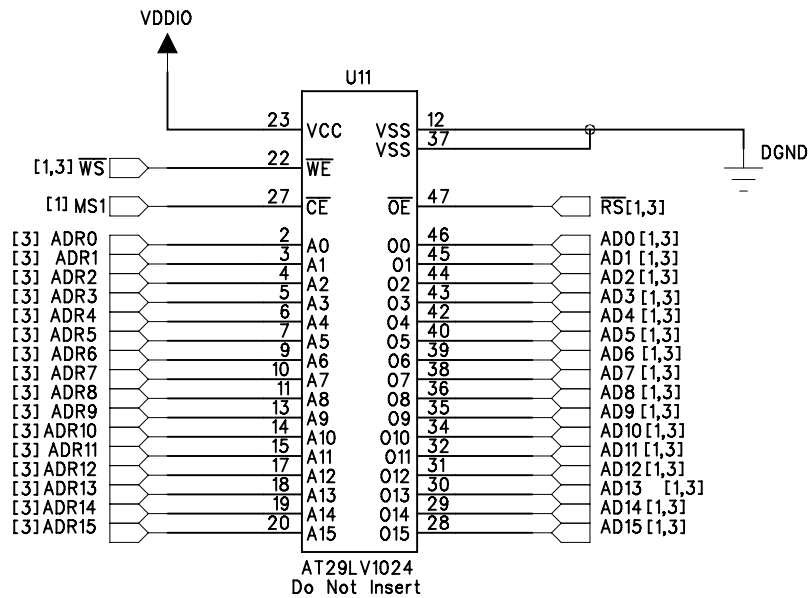 VDDIO
U11
23 VCC VSS 12
VSS 37 DGND
[1,3] W̅S̅ 22 W̅E̅
[1] MS1 27 C̅E̅ O̅E̅ 47 R̅S̅[1,3]
[3] ADR0 2 A0 O0 46 AD0[1,3]
[3] ADR1 3 A1 O1 45 AD1[1,3]
[3] ADR2 4 A2 O2 44 AD2[1,3]
[3] ADR3 5 A3 O3 43 AD3[1,3]
[3] ADR4 6 A4 O4 42 AD4[1,3]
[3] ADR5 7 A5 O5 40 AD5[1,3]
[3] ADR6 9 A6 O6 39 AD6[1,3]
[3] ADR7 10 A7 O7 38 AD7[1,3]
[3] ADR8 11 A8 O8 36 AD8[1,3]
[3] ADR9 13 A9 O9 35 AD9[1,3]
[3] ADR10 14 A10 O10 34 AD10[1,3]
[3] ADR11 15 A11 O11 32 AD11[1,3]
[3] ADR12 17 A12 O12 31 AD12[1,3]
[3] ADR13 18 A13 O13 30 AD13 [1,3]
[3] ADR14 19 A14 O14 29 AD14[1,3]
[3] ADR15 20 A15 O15 28 AD15[1,3]
AT29LV1024
Do Not Insert